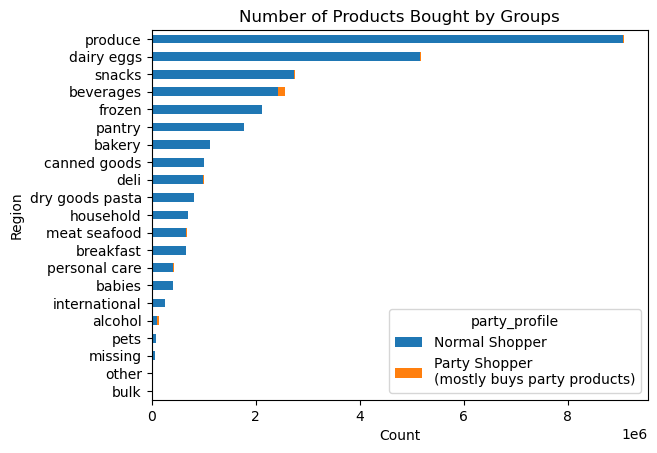 Number of Products Bought by Groups
Region
produce
dairy eggs
snacks
beverages
frozen
pantry
bakery
canned goods
deli
dry goods pasta
household
meat seafood
breakfast
personal care
babies
international
alcohol
pets
missing
other
bulk
party_profile
Normal Shopper
Party Shopper
(mostly buys party products)
0 2 4 6 8
1e6
Count